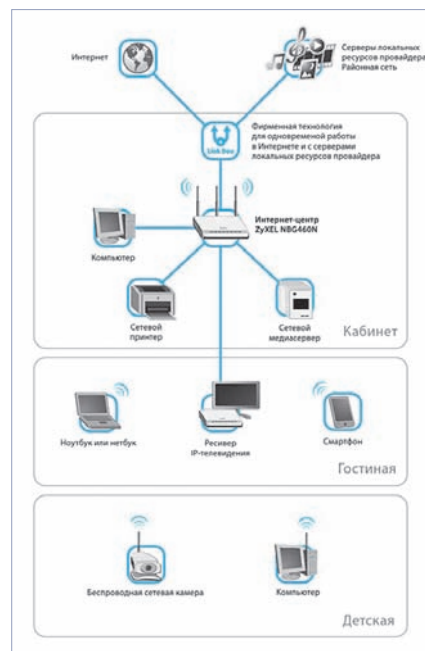 Интернет
Серверы локальных
ресурсов провайдера
Районная сеть
Link Duo
Фирменная технология
для одновременой работы
в Интернете и с серверами
локальных ресурсов провайдера
Интернет-центр
ZyXEL NBG460N
Компьютер
Сетевой
принтер
Сетевой
медиасервер
Кабинет
Ноутбук или нетбук
Ресивер
IP-телевидения
Смартфон
Гостиная
Беспроводная сетевая камера
Компьютер
Детская